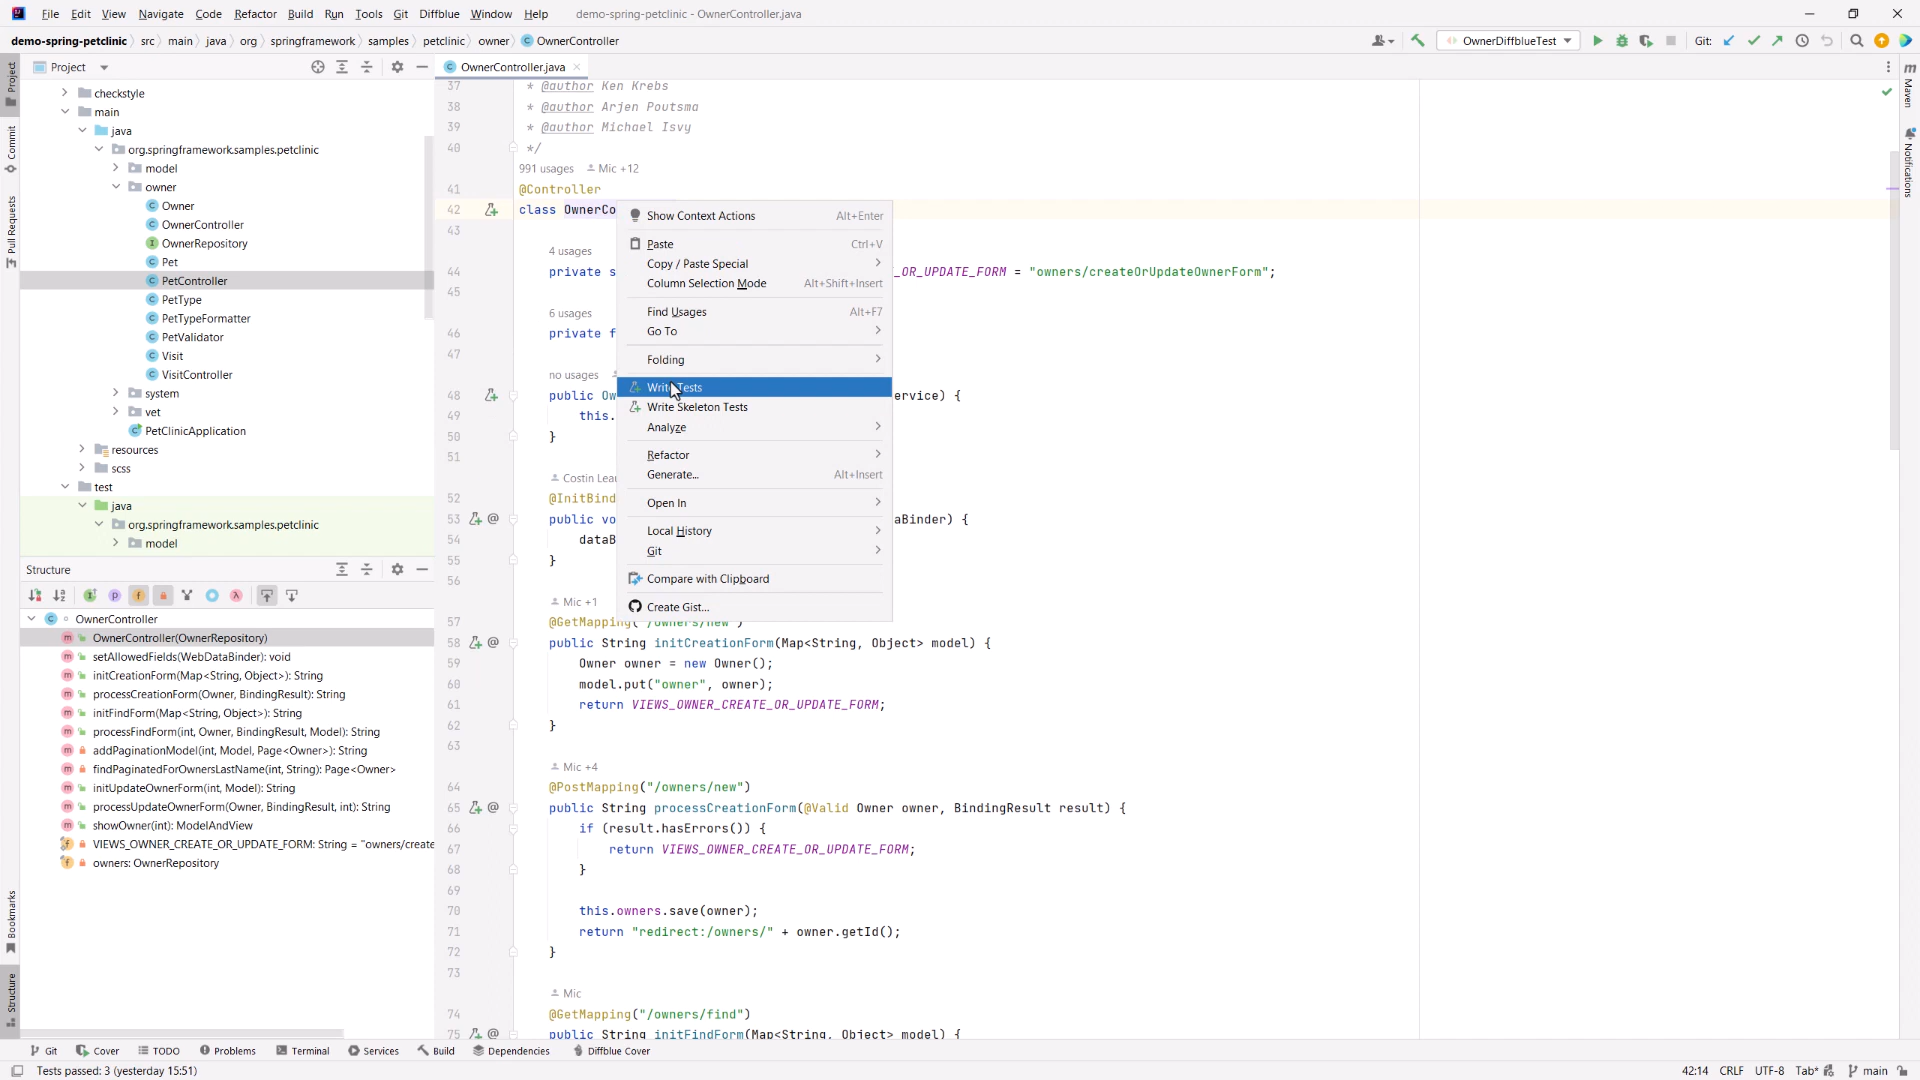 File Edit View Navigate Code Refactor Build Run Tools Git Diffblue Window Help demo-spring-petclinic - OwnerController.java
demo-spring-petclinic src main java org springframework samples petclinic owner OwnerController
OwnerDiffblueTest Git:
Project
OwnerController.java
Project
Commit
Pull Requests
Bookmarks
Structure
checkstyle
main
java
org.springframework.samples.petclinic
model
owner
Owner
OwnerController
OwnerRepository
Pet
PetController
PetType
PetTypeFormatter
PetValidator
Visit
VisitController
system
vet
PetClinicApplication
resources
scss
test
java
org.springframework.samples.petclinic
model
Structure
OwnerController
OwnerController(OwnerRepository)
setAllowedFields(WebDataBinder): void
initCreationForm(Map<String, Object>): String
processCreationForm(Owner, BindingResult): String
initFindForm(Map<String, Object>): String
processFindForm(int, Owner, BindingResult, Model): String
addPaginationModel(int, Model, Page<Owner>): String
findPaginatedForOwnersLastName(int, String): Page<Owner>
initUpdateOwnerForm(int, Model): String
processUpdateOwnerForm(Owner, BindingResult, int): String
showOwner(int): ModelAndView
VIEWS_OWNER_CREATE_OR_UPDATE_FORM: String = "owners/create
owners: OwnerRepository
37 * @author Ken Krebs
38 * @author Arjen Poutsma
39 * @author Michael Isvy
40 */
991 usages Mic +12
41 @Controller
42 class OwnerCo
43
4 usages
44 private s _OR_UPDATE_FORM = "owners/createOrUpdateOwnerForm";
45
6 usages
46 private f
47
no usages
48 public Ow ervice) {
49 this.
50 }
51
Costin Leau
52 @InitBind
53 public vo aBinder) {
54 dataB
55 }
56
Mic +1
57 @GetMapping("/owners/new")
58 public String initCreationForm(Map<String, Object> model) {
59 Owner owner = new Owner();
60 model.put("owner", owner);
61 return VIEWS_OWNER_CREATE_OR_UPDATE_FORM;
62 }
63
Mic +4
64 @PostMapping("/owners/new")
65 public String processCreationForm(@Valid Owner owner, BindingResult result) {
66 if (result.hasErrors()) {
67 return VIEWS_OWNER_CREATE_OR_UPDATE_FORM;
68 }
69
70 this.owners.save(owner);
71 return "redirect:/owners/" + owner.getId();
72 }
73
Mic
74 @GetMapping("/owners/find")
75 public String initFindForm(Map<String, Object> model) {
Show Context Actions Alt+Enter
Paste Ctrl+V
Copy / Paste Special
Column Selection Mode Alt+Shift+Insert
Find Usages Alt+F7
Go To
Folding
Write Tests
Write Skeleton Tests
Analyze
Refactor
Generate... Alt+Insert
Open In
Local History
Git
Compare with Clipboard
Create Gist...
Maven
Notifications
Git Cover TODO Problems Terminal Services Build Dependencies Diffblue Cover
Tests passed: 3 (yesterday 15:51) 42:14 CRLF UTF-8 Tab* main